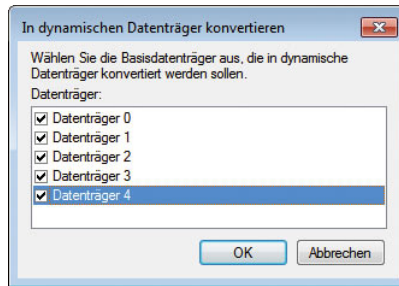 In dynamischen Datenträger konvertieren
Wählen Sie die Basisdatenträger aus, die in dynamische
Datenträger konvertiert werden sollen.
Datenträger:
Datenträger 0
Datenträger 1
Datenträger 2
Datenträger 3
Datenträger 4
OK Abbrechen